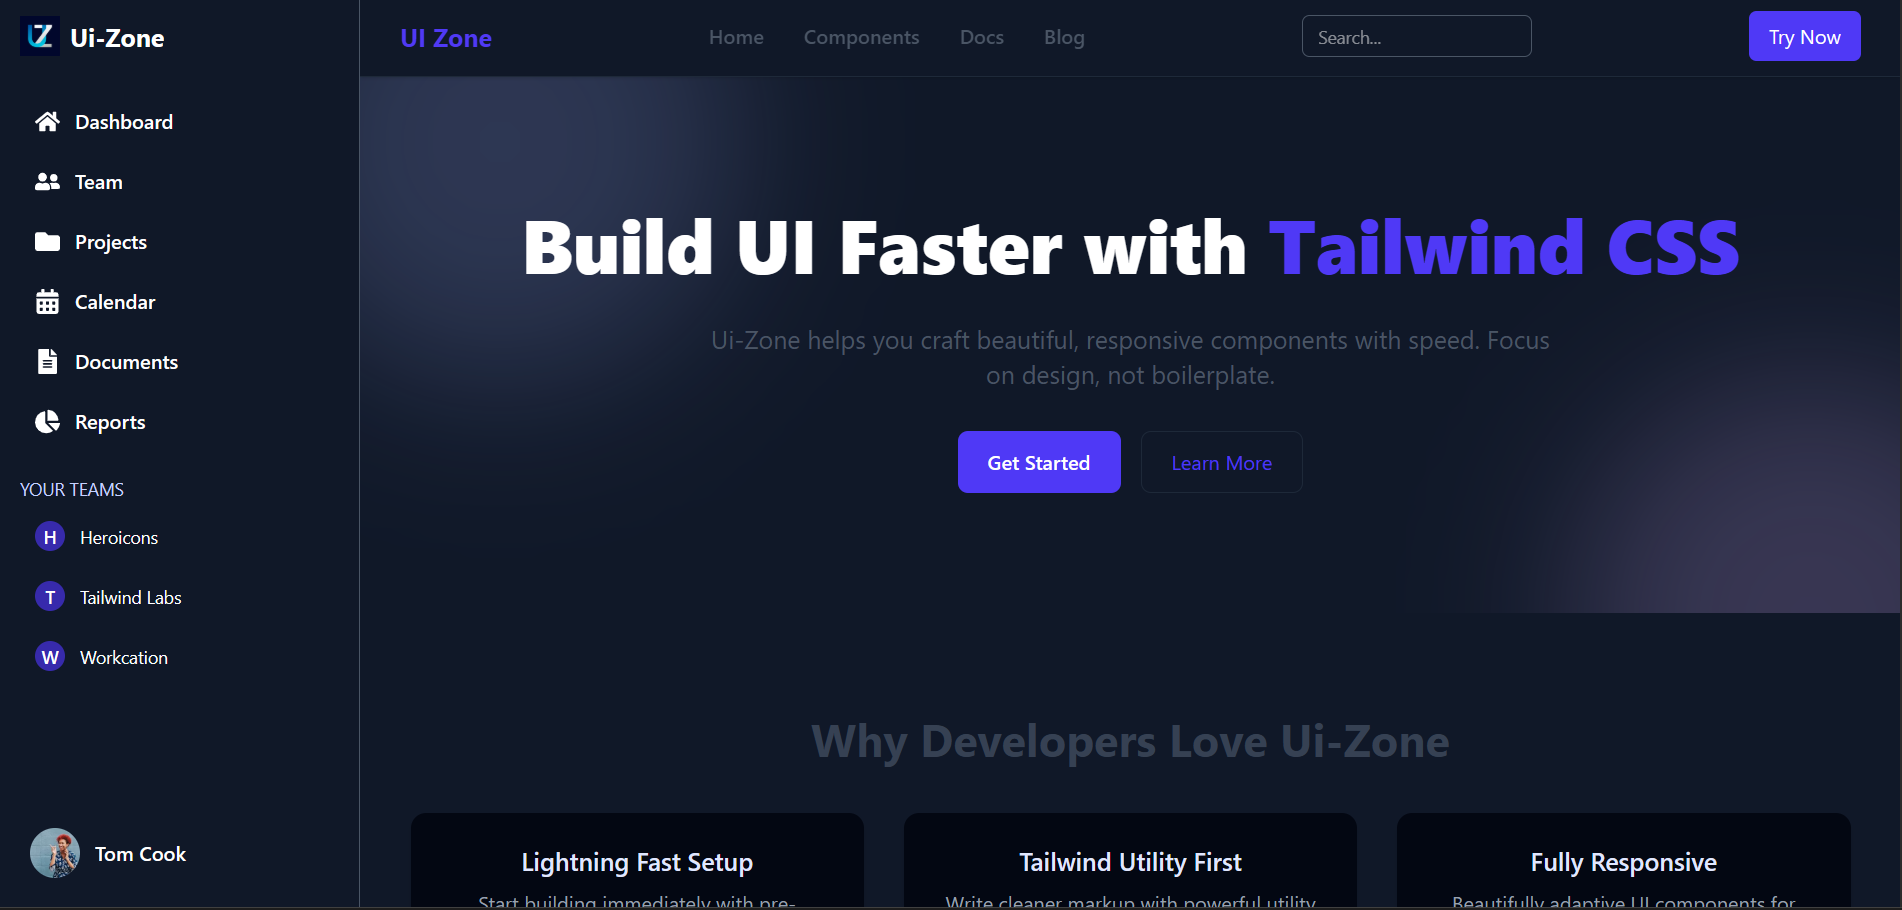 UZ
Ui-Zone
Dashboard
Team
Projects
Calendar
Documents
Reports
YOUR TEAMS
H Heroicons
T Tailwind Labs
W Workcation
Tom Cook
UI Zone
Home Components Docs Blog
Search...
Try Now
Build UI Faster with Tailwind CSS
Ui-Zone helps you craft beautiful, responsive components with speed. Focus
on design, not boilerplate.
Get Started
Learn More
Why Developers Love Ui-Zone
Lightning Fast Setup
Start building immediately with pre-
Tailwind Utility First
Write cleaner markup with powerful utility
Fully Responsive
Beautifully adaptive UI components for